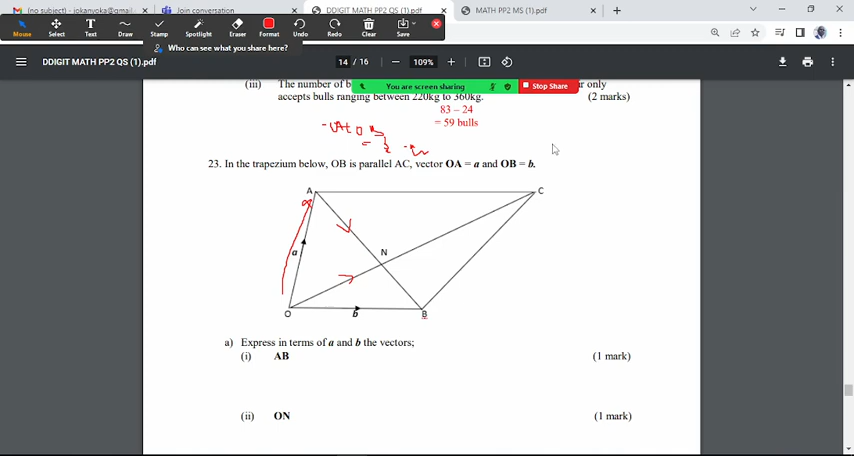 (no subject) - jokanyoka@gmail.
Join conversation
DDIGIT MATH PP2 QS (1).pdf
MATH PP2 MS (1).pdf
Mouse
Select
Text
Draw
Stamp
Spotlight
Eraser
Format
Undo
Redo
Clear
Save
Who can see what you share here?
DDIGIT MATH PP2 QS (1).pdf
14 / 16
109%
You are screen sharing
Stop Share
(iii) The number of b
ur only
accepts bulls ranging between 220kg to 360kg. (2 marks)
83 – 24
= 59 bulls
23. In the trapezium below, OB is parallel AC, vector OA = a and OB = b.
A
C
a
N
O
b
B
a) Express in terms of a and b the vectors;
(i) AB (1 mark)
(ii) ON (1 mark)